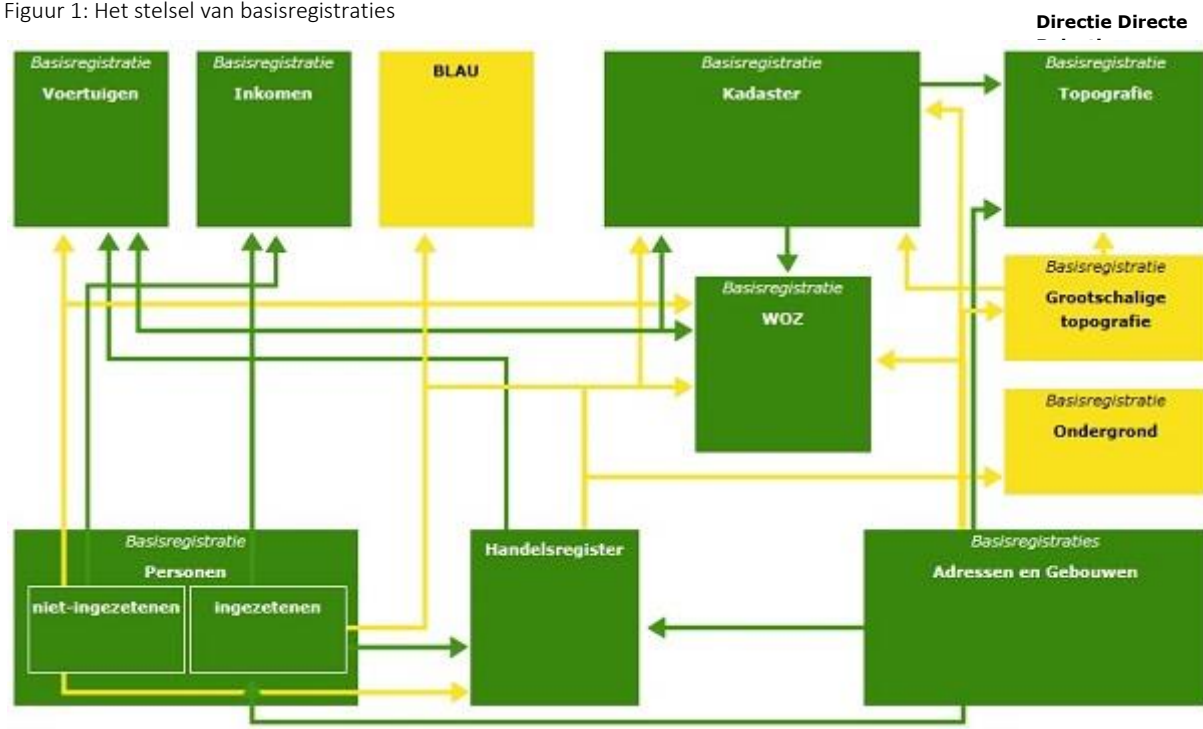 Figuur 1: Het stelsel van basisregistraties
Directie Directe
Basisregistratie
Voertuigen
Basisregistratie
Inkomen
BLAU
Basisregistratie
Kadaster
Basisregistratie
Topografie
Basisregistratie
WOZ
Basisregistratie
Grootschalige
topografie
Basisregistratie
Ondergrond
Basisregistratie
Personen
niet-ingezetenen
ingezetenen
Handelsregister
Basisregistraties
Adressen en Gebouwen